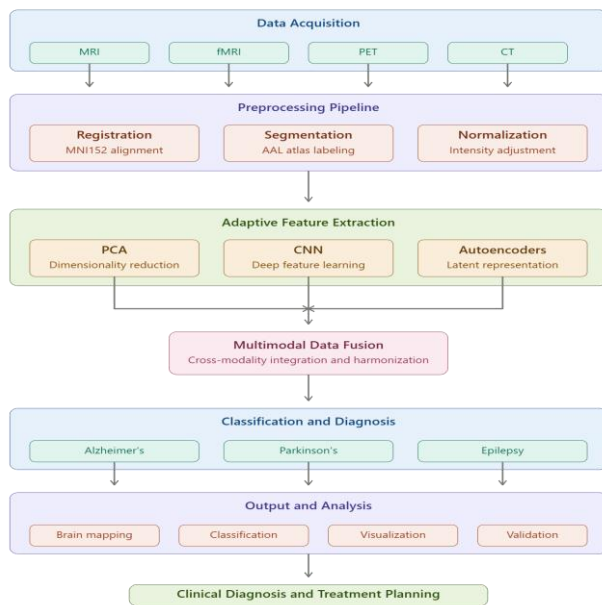 Data Acquisition
MRI
fMRI
PET
CT
Preprocessing Pipeline
Registration
MNI152 alignment
Segmentation
AAL atlas labeling
Normalization
Intensity adjustment
Adaptive Feature Extraction
PCA
Dimensionality reduction
CNN
Deep feature learning
Autoencoders
Latent representation
Multimodal Data Fusion
Cross-modality integration and harmonization
Classification and Diagnosis
Alzheimer's
Parkinson's
Epilepsy
Output and Analysis
Brain mapping
Classification
Visualization
Validation
Clinical Diagnosis and Treatment Planning